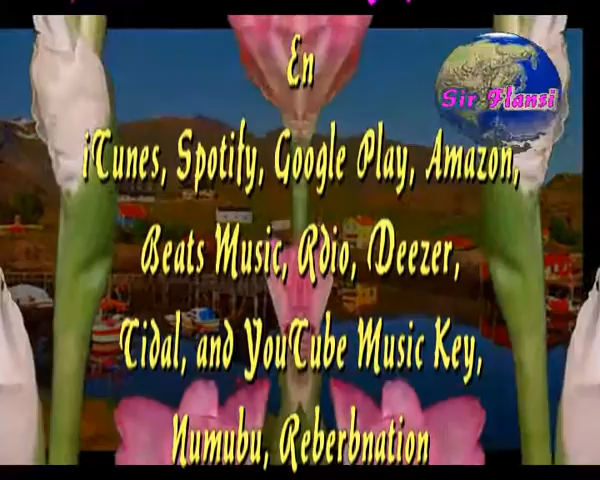 En
Sir Flansi
iTunes, Spotify, Google Play, Amazon,
Beats Music, Rdio, Deezer,
Tidal, and YouTube Music Key,
Numubu, Reberbnation